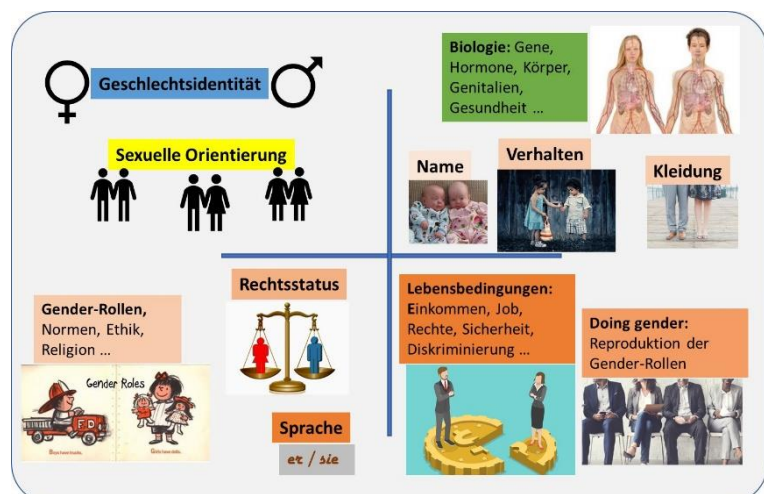 Geschlechtsidentität
Sexuelle Orientierung
Biologie: Gene,
Hormone, Körper,
Genitalien,
Gesundheit ...
Name
Verhalten
Kleidung
Gender-Rollen,
Normen, Ethik,
Religion ...
Gender Roles
Rechtsstatus
Sprache
er / sie
Lebensbedingungen:
Einkommen, Job,
Rechte, Sicherheit,
Diskriminierung ...
Doing gender:
Reproduktion der
Gender-Rollen